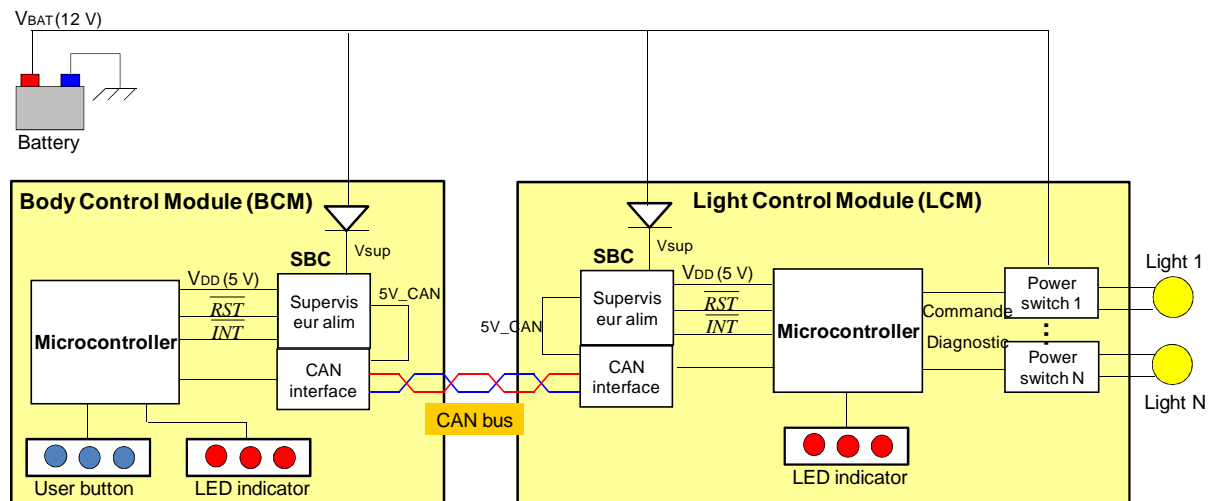 VBAT (12 V)
Battery
Body Control Module (BCM)
Vsup
SBC
VDD (5 V)
RST
INT
Microcontroller
Supervis
eur alim
5V_CAN
CAN
interface
User button
LED indicator
CAN bus
Light Control Module (LCM)
Vsup
SBC
Supervis
eur alim
5V_CAN
CAN
interface
VDD (5 V)
RST
INT
Microcontroller
LED indicator
Commande
Diagnostic
Power
switch 1
Power
switch N
Light 1
Light N